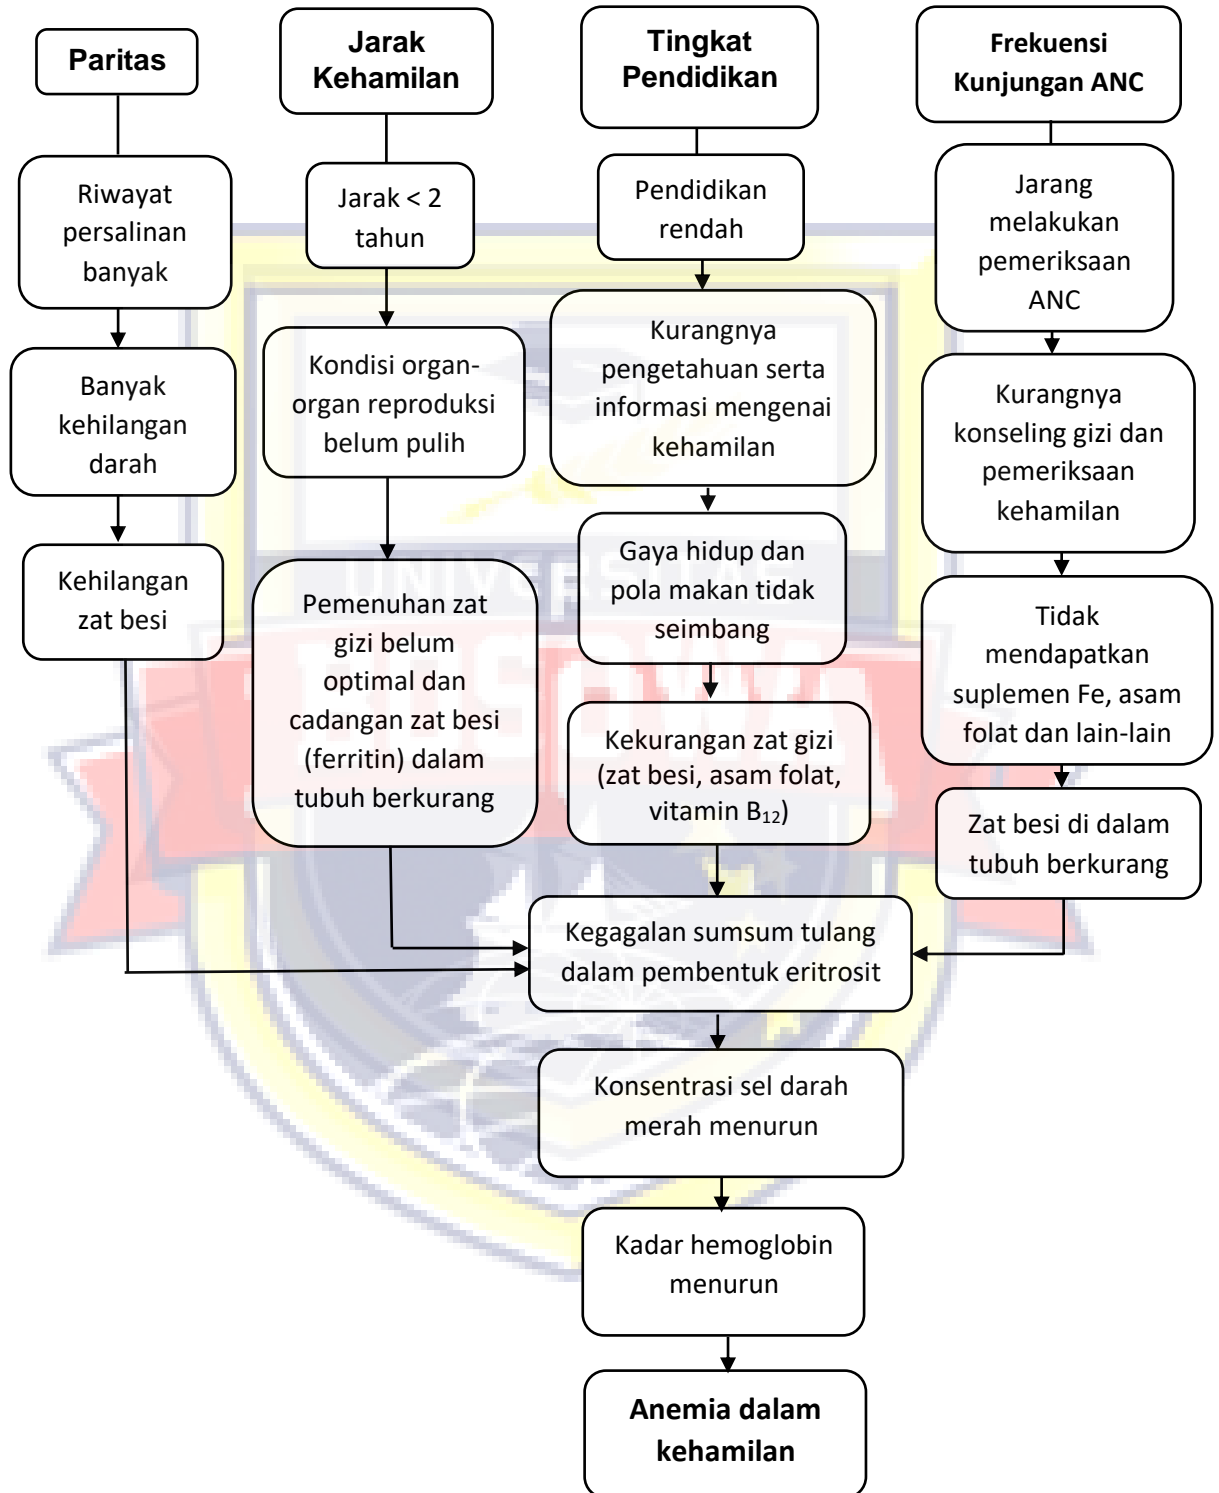 Paritas
Riwayat
persalinan
banyak
Banyak
kehilangan
darah
Kehilangan
zat besi
Jarak
Kehamilan
Jarak < 2
tahun
Kondisi organ-
organ reproduksi
belum pulih
Pemenuhan zat
gizi belum
optimal dan
cadangan zat besi
(ferritin) dalam
tubuh berkurang
Tingkat
Pendidikan
Pendidikan
rendah
Kurangnya
pengetahuan serta
informasi mengenai
kehamilan
Gaya hidup dan
pola makan tidak
seimbang
Kekurangan zat gizi
(zat besi, asam folat,
vitamin B₁₂)
Frekuensi
Kunjungan ANC
Jarang
melakukan
pemeriksaan
ANC
Kurangnya
konseling gizi dan
pemeriksaan
kehamilan
Tidak
mendapatkan
suplemen Fe, asam
folat dan lain-lain
Zat besi di dalam
tubuh berkurang
Kegagalan sumsum tulang
dalam pembentuk eritrosit
Konsentrasi sel darah
merah menurun
Kadar hemoglobin
menurun
Anemia dalam
kehamilan
UNIVERSITAS
BOSOWA